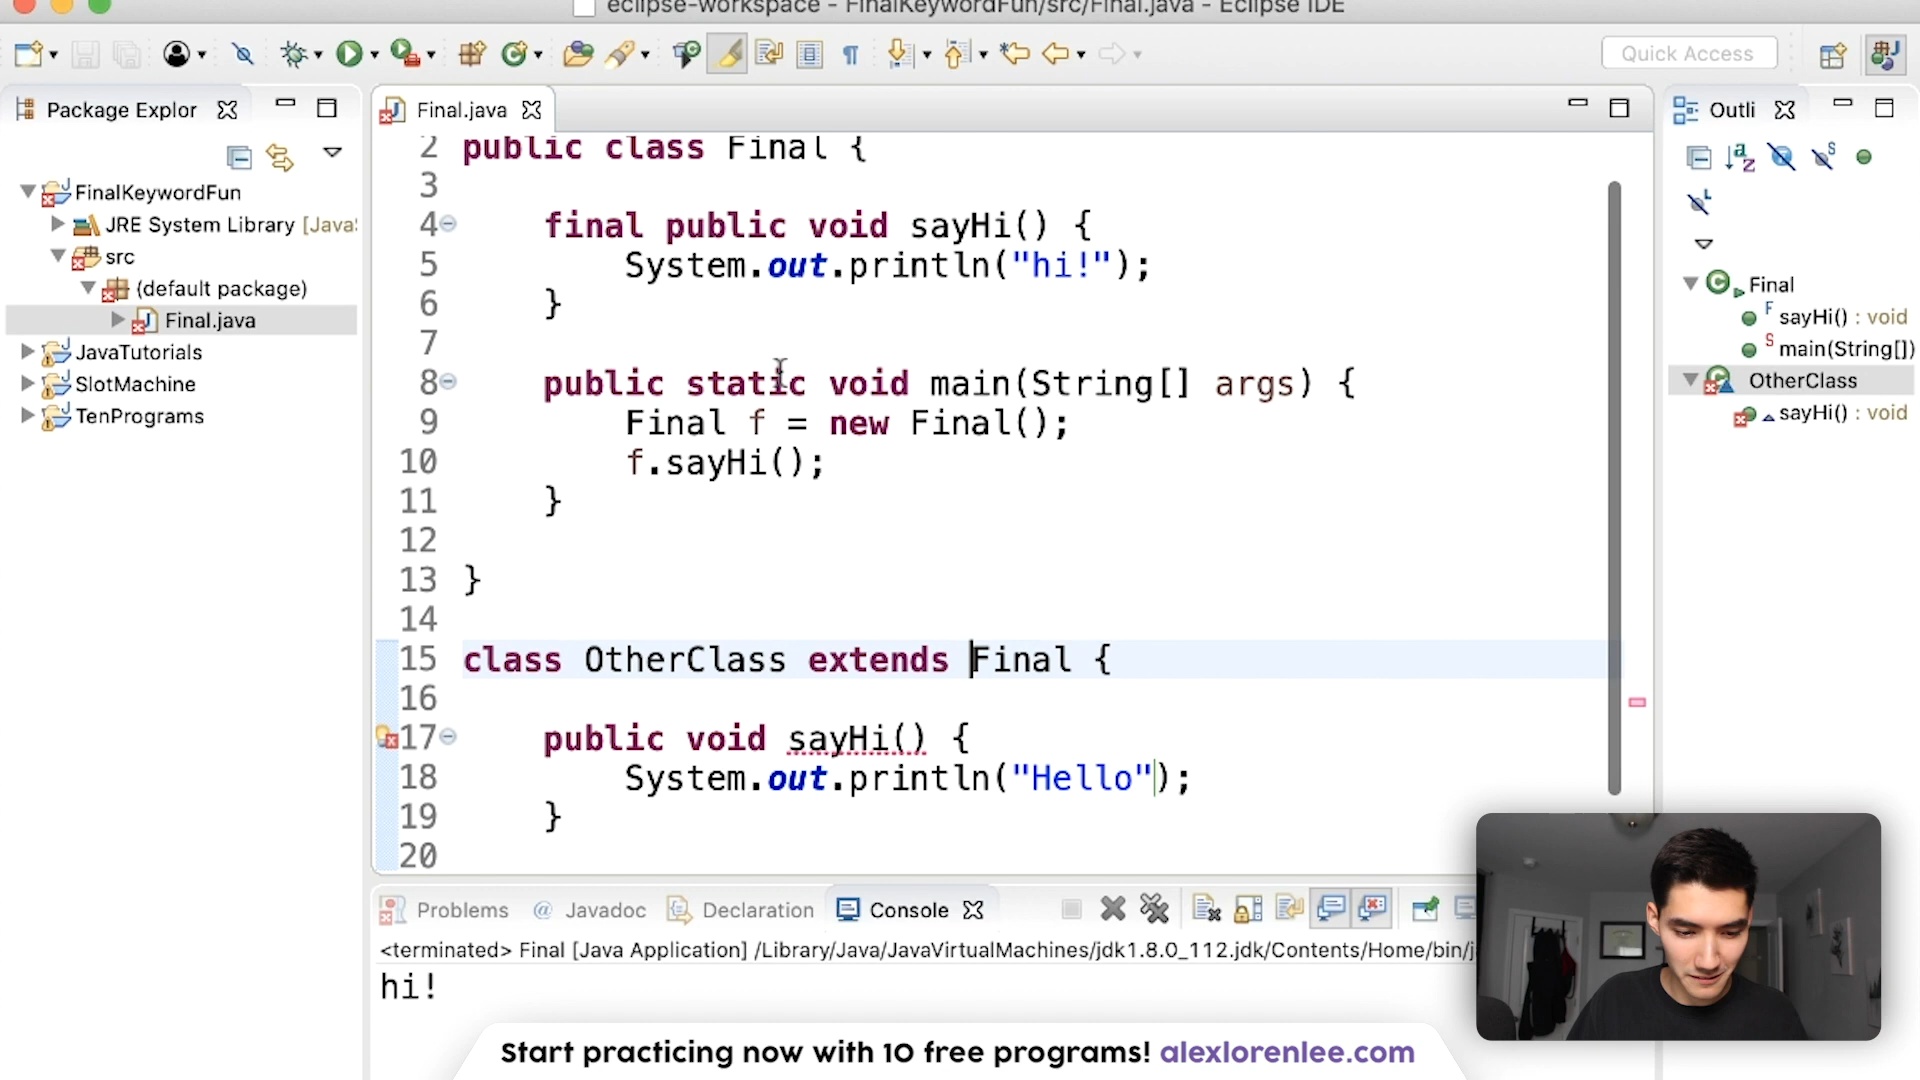 eclipse-workspace - FinalKeywordFun/src/Final.java - Eclipse IDE
Quick Access
Package Explor
FinalKeywordFun
JRE System Library [Java
src
(default package)
Final.java
JavaTutorials
SlotMachine
TenPrograms
Final.java
2 public class Final {
3
4 final public void sayHi() {
5 System.out.println("hi!");
6 }
7
8 public static void main(String[] args) {
9 Final f = new Final();
10 f.sayHi();
11 }
12
13 }
14
15 class OtherClass extends Final {
16
17 public void sayHi() {
18 System.out.println("Hello");
19 }
20
Outli
Final
sayHi() : void
main(String[])
OtherClass
sayHi() : void
Problems @ Javadoc Declaration Console
<terminated> Final [Java Application] /Library/Java/JavaVirtualMachines/jdk1.8.0_112.jdk/Contents/Home/bin/j
hi!
Start practicing now with 10 free programs! alexlorenlee.com